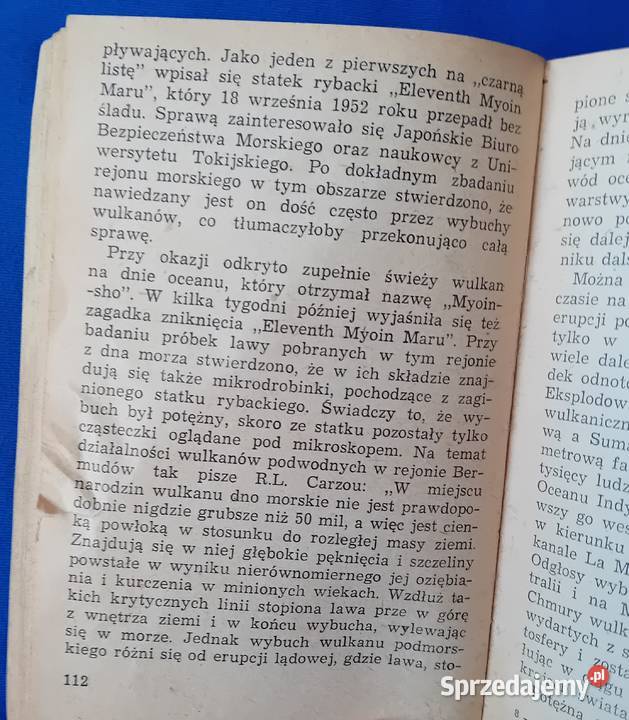 pływających. Jako jeden z pierwszych na „czarną
listę” wpisał się statek rybacki „Eleventh Myoin
Maru”, który 18 września 1952 roku przepadł bez
śladu. Sprawą zainteresowało się Japońskie Biuro
Bezpieczeństwa Morskiego oraz naukowcy z Uni-
wersytetu Tokijskiego. Po dokładnym zbadaniu
rejonu morskiego w tym obszarze stwierdzono, że
nawiedzany jest on dość często przez wybuchy
wulkanów, co tłumaczyłoby przekonująco całą
sprawę.
Przy okazji odkryto zupełnie świeży wulkan
na dnie oceanu, który otrzymał nazwę „Myoin-
-sho”. W kilka tygodni później wyjaśniła się też
zagadka zniknięcia „Eleventh Myoin Maru”. Przy
badaniu próbek lawy pobranych w tym rejonie
z dna morza stwierdzono, że w ich składzie znaj-
dują się także mikrodrobinki, pochodzące z zagi-
nionego statku rybackiego. Świadczy to, że wy-
buch był potężny, skoro ze statku pozostały tylko
cząsteczki oglądane pod mikroskopem. Na temat
działalności wulkanów podwodnych w rejonie Ber-
mudów tak pisze R.L. Carzou: „W miejscu
narodzin wulkanu dno morskie nie jest prawdopo-
dobnie nigdzie grubsze niż 50 mil, a więc jest cien-
ką powłoką w stosunku do rozległej masy ziemi.
Znajdują się w niej głębokie pęknięcia i szczeliny
powstałe w wyniku nierównomiernego jej oziębia-
nia i kurczenia w minionych wiekach. Wzdłuż ta-
kich krytycznych linii stopiona lawa prze w górę
z wnętrza ziemi i w końcu wybucha, wylewając
się w morze. Jednak wybuch wulkanu podmors-
kiego różni się od erupcji lądowej, gdzie lawa, sto-
112
pione s
ją wyr
Na dnie
jącym
wód oce
warstwy
nowo po
się dalej
niku dals
Można
czasie na
erupcji po
tylko w
wiele dale
dek odnoto
Eksplodow
wulkaniczn
wą a Suma
metrową fa
tysięcy ludz
Oceanu Indy
wszy go wes
w kierunku
kanale La M
Odgłosy wyb
tralii i na M
Chmury wulk
wydartych z s
tosfery i zosta
lując w ciągu
potężna
8
Sprzedajemy.pl